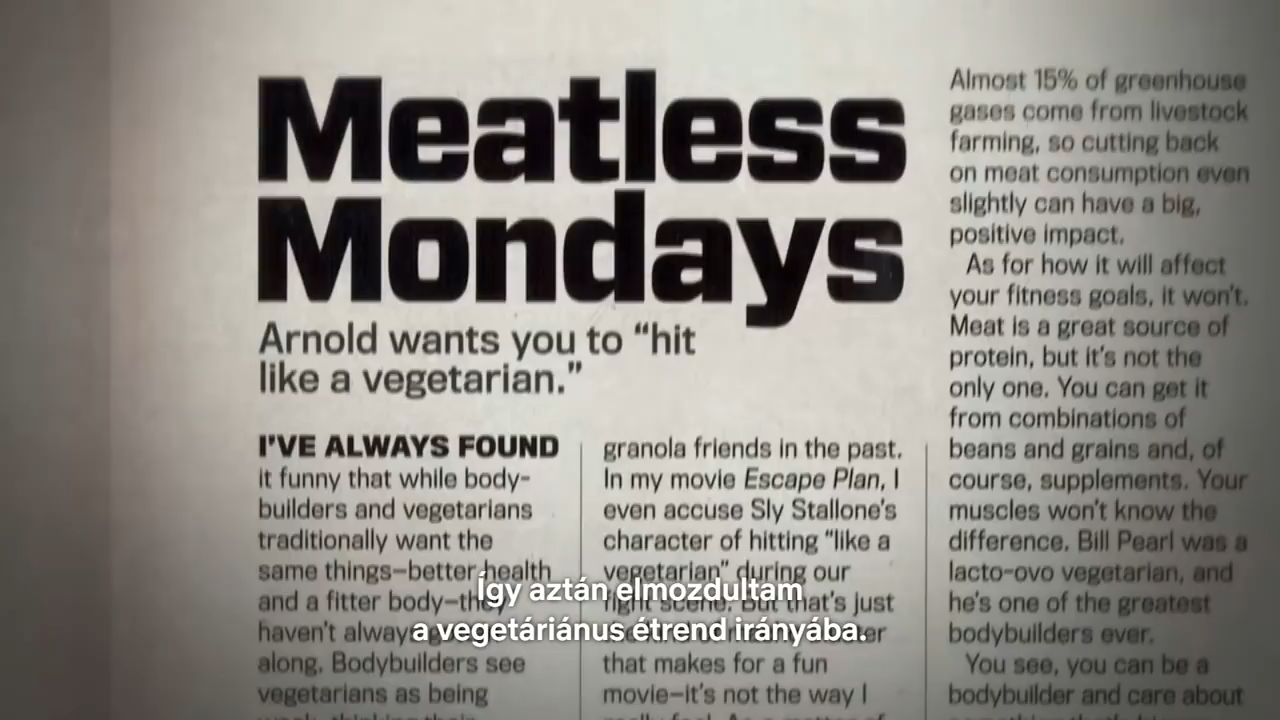 Meatless
Mondays
Arnold wants you to “hit
like a vegetarian.”
I’VE ALWAYS FOUND
it funny that while body-
builders and vegetarians
traditionally want the
same things—better health
and a fitter body—they
haven’t always
along. Bodybuilders see
vegetarians as being
granola friends in the past.
In my movie Escape Plan, I
even accuse Sly Stallone’s
character of hitting “like a
vegetarian” during our
fight scene. But that’s just
that makes for a fun
movie—it’s not the way I
Almost 15% of greenhouse
gases come from livestock
farming, so cutting back
on meat consumption even
slightly can have a big,
positive impact.
As for how it will affect
your fitness goals, it won’t.
Meat is a great source of
protein, but it’s not the
only one. You can get it
from combinations of
beans and grains and, of
course, supplements. Your
muscles won’t know the
difference. Bill Pearl was a
lacto-ovo vegetarian, and
he’s one of the greatest
bodybuilders ever.
You see, you can be a
bodybuilder and care about
Így aztán elmozdultam
a vegetáriánus étrend irányába.